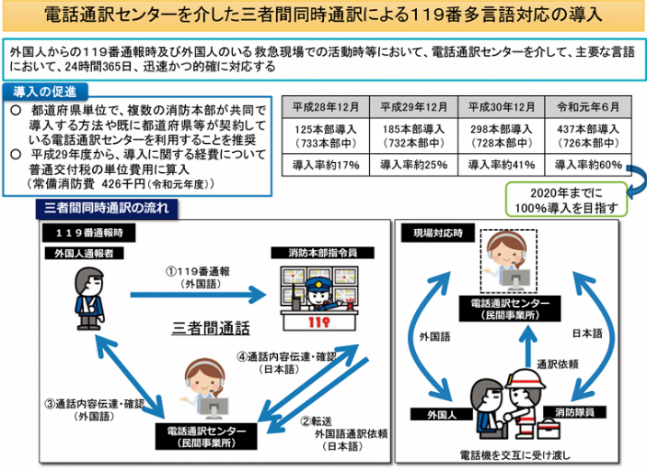 電話通訳センターを介した三者間同時通訳による119番多言語対応の導入
外国人からの119番通報時及び外国人のいる救急現場での活動時等において、電話通訳センターを介して、主要な言語
において、24時間365日、迅速かつ的確に対応する
導入の促進
○ 都道府県単位で、複数の消防本部が共同で
導入する方法や既に都道府県等が契約してい
る電話通訳センターを利用することを推奨
○ 平成29年度から、導入に関する経費について
普通交付税の単位費用に算入
（常備消防費 426千円（令和元年度））
平成28年12月 平成29年12月 平成30年12月 令和元年6月
125本部導入 185本部導入 298本部導入 437本部導入
（733本部中） （732本部中） （728本部中） （726本部中）
導入率約17% 導入率約25% 導入率約41% 導入率約60%
2020年までに
100%導入を目指す
三者間同時通訳の流れ
119番通報時
外国人通報者
消防本部指令員
①119番通報
（外国語）
119
三者間通話
④通話内容伝達・確認
（日本語）
③通話内容伝達・確認
（外国語）
②転送
外国語通訳依頼
（日本語）
電話通訳センター
（民間事業所）
現場対応時
電話通訳センター
（民間事業所）
外国語
日本語
通訳依頼
外国人
消防隊員
電話機を交互に受け渡し